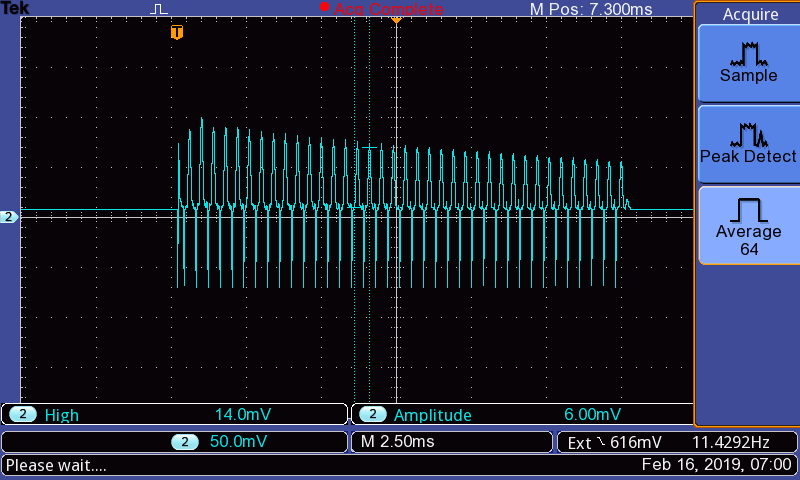 Tek Acq Complete M Pos: 7.300ms
T
Acquire
Sample
Peak Detect
Average
64
2
2 High 14.0mV
2 Amplitude 6.00mV
2 50.0mV
M 2.50ms
Ext 616mV 11.4292Hz
Please wait....
Feb 16, 2019, 07:00